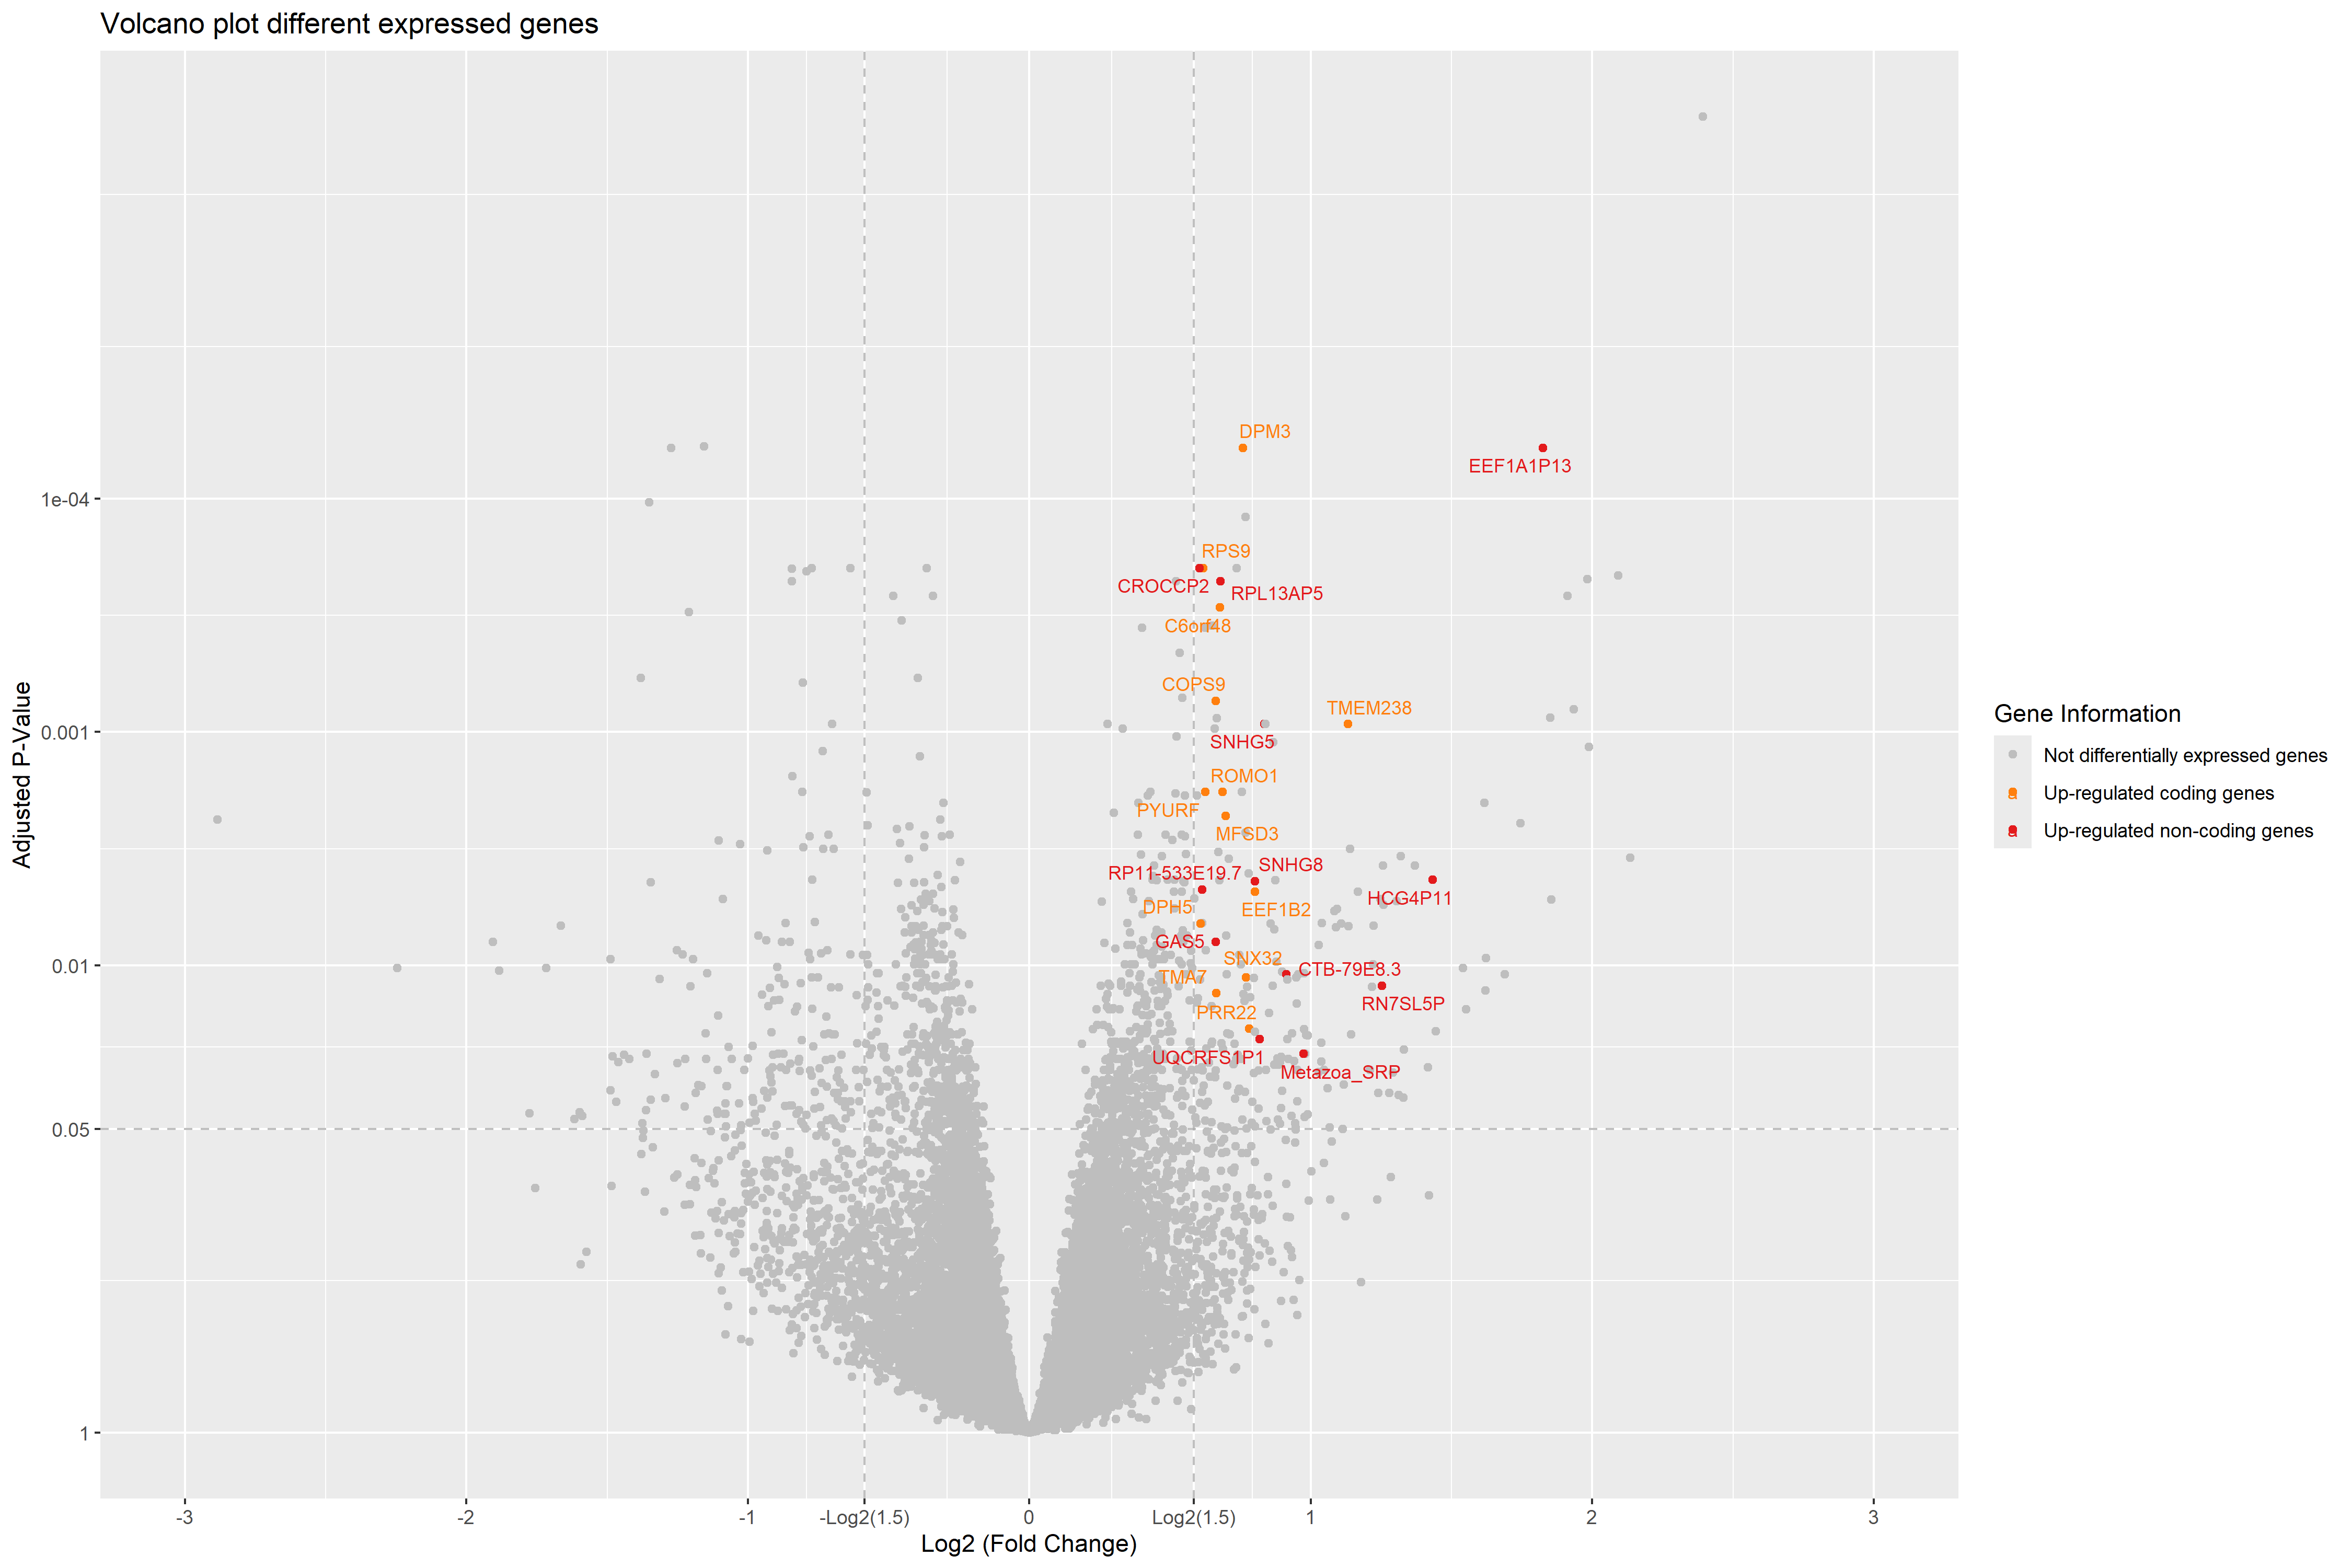 Volcano plot different expressed genes
Adjusted P-Value
1e-04
0.001
0.01
0.05
1
DPM3
EEF1A1P13
RPS9
CROCCP2
RPL13AP5
C6orf48
COPS9
TMEM238
SNHG5
ROMO1
PYURF
MFSD3
SNHG8
RP11-533E19.7
HCG4P11
DPH5
EEF1B2
GAS5
SNX32
CTB-79E8.3
TMA7
RN7SL5P
PRR22
UQCRFS1P1
Metazoa_SRP
-3
-2
-1
-Log2(1.5)
0
Log2(1.5)
1
2
3
Log2 (Fold Change)
Gene Information
Not differentially expressed genes
a Up-regulated coding genes
a Up-regulated non-coding genes